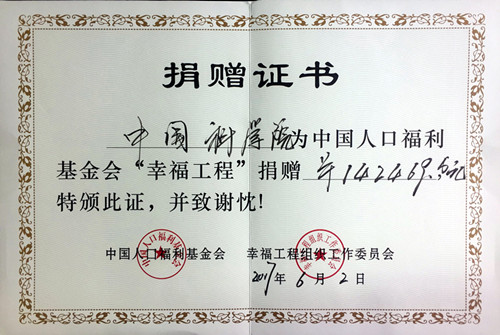 捐赠证书
中国科学院为中国人口福利
基金会“幸福工程”捐赠 ¥142469.00元
特颁此证，并致谢忱!
中国人口福利基金会 幸福工程组织工作委员会
2017年6月2日